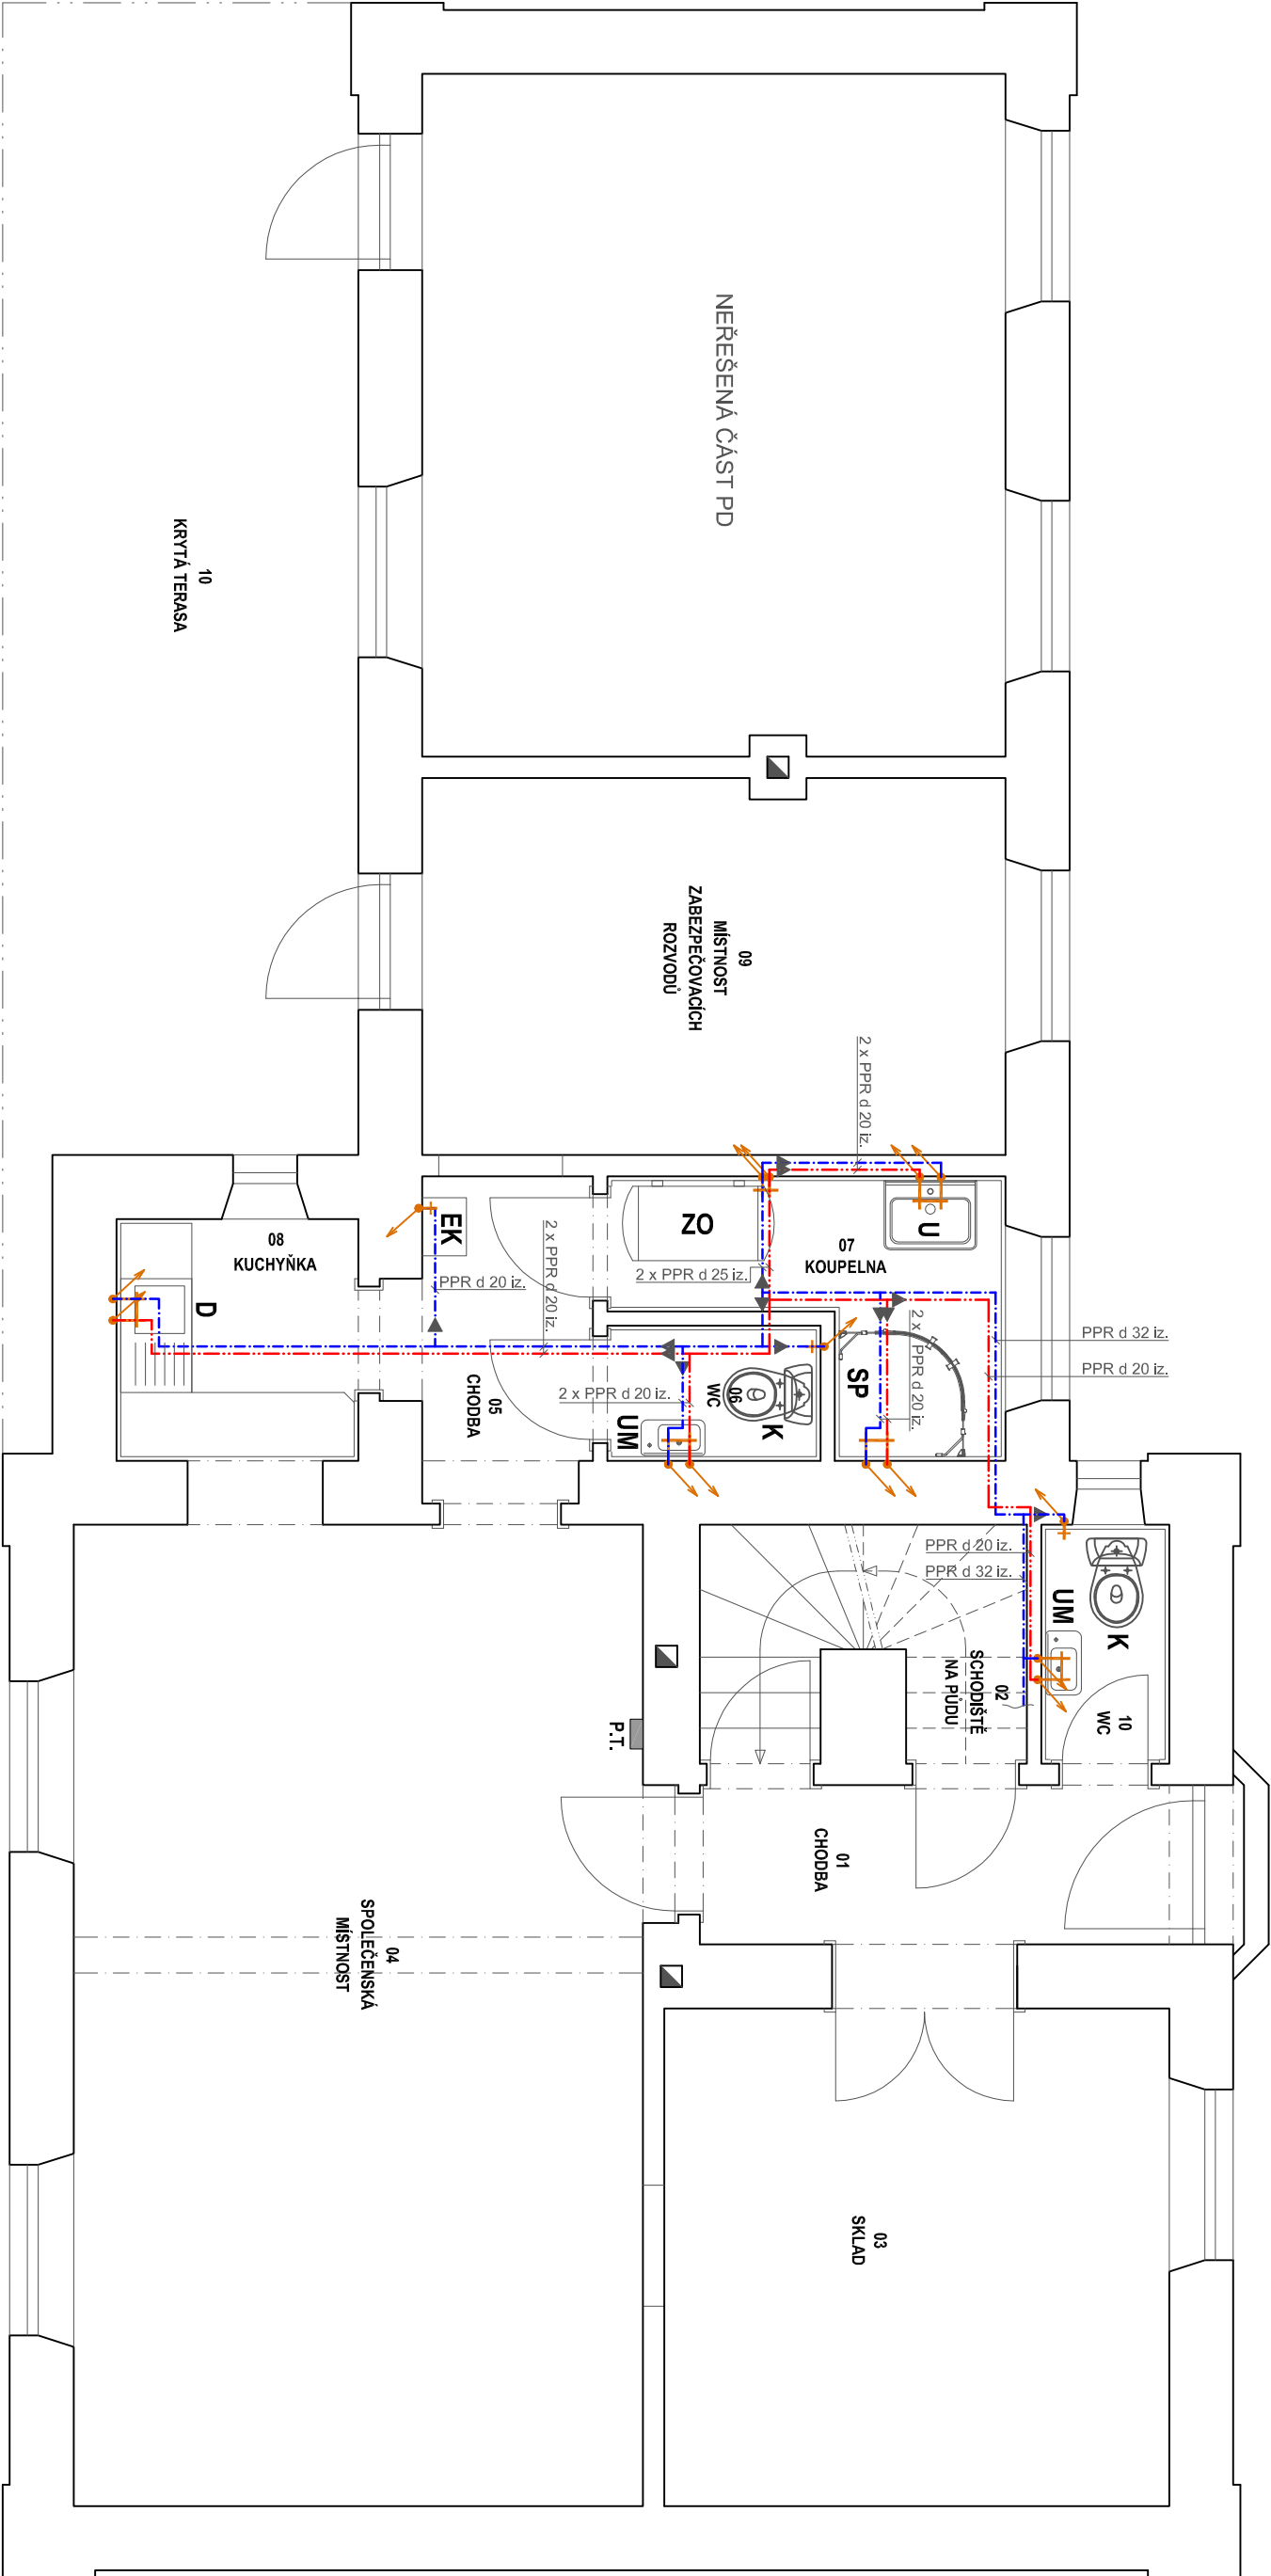 NEŘEŠENÁ ČÁST PD
10
KRYTÁ TERASA
09
MÍSTNOST
ZABEZPEČOVACÍCH
ROZVODŮ
2 x PPR d 20 iz.
EK
ZO
U
08
KUCHYŇKA
07
KOUPELNA
2 x PPR d 25 iz.
PPR d 20 iz.
2 x PPR d 20 iz.
D
2 x PPR d 20 iz.
PPR d 32 iz.
PPR d 20 iz.
SP
05
CHODBA
2 x PPR d 20 iz.
06
WC
K
UM
PPR d 20 iz.
PPR d 32 iz.
UM
K
02
SCHODIŠTĚ
NA PŮDU
10
WC
P.T.
01
CHODBA
04
SPOLEČENSKÁ
MÍSTNOST
03
SKLAD